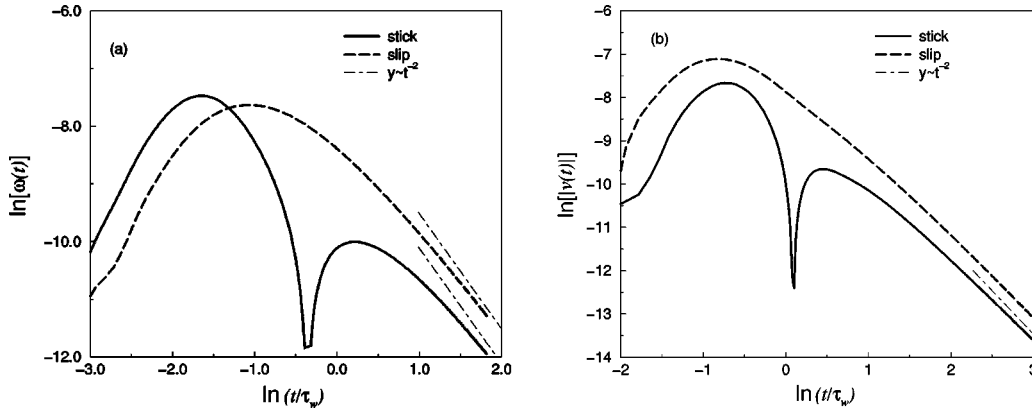 (a)
stick
slip
y~t⁻²
−6.0
−8.0
−10.0
−12.0
ln[ω(t)]
−3.0 −2.0 −1.0 0.0 1.0 2.0
ln (t/τw)
(b)
stick
slip
y~t⁻²
−5
−6
−7
−8
−9
−10
−11
−12
−13
−14
ln[|v(t)|]
−2 −1 0 1 2 3
ln (t/τw)